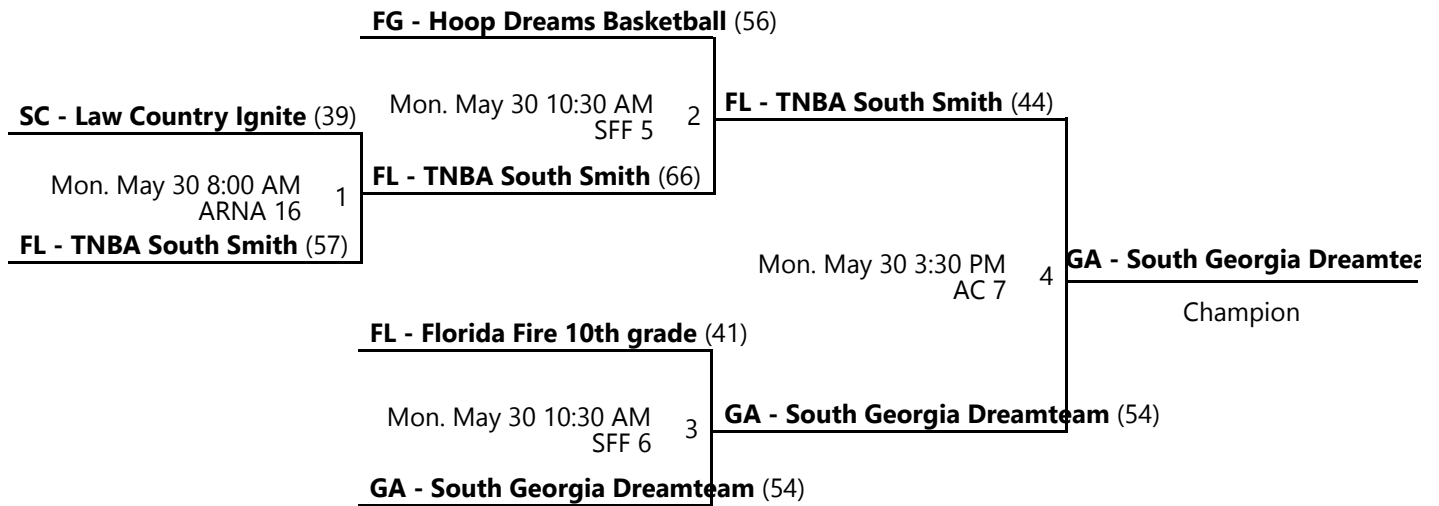 FG - Hoop Dreams Basketball (56)
SC - Law Country Ignite (39)
Mon. May 30 10:30 AM
SFF 5
2
FL - TNBA South Smith (44)
Mon. May 30 8:00 AM
ARNA 16
1
FL - TNBA South Smith (66)
FL - TNBA South Smith (57)
Mon. May 30 3:30 PM
AC 7
4
GA - South Georgia Dreamtea
Champion
FL - Florida Fire 10th grade (41)
Mon. May 30 10:30 AM
SFF 6
3
GA - South Georgia Dreamteam (54)
GA - South Georgia Dreamteam (54)